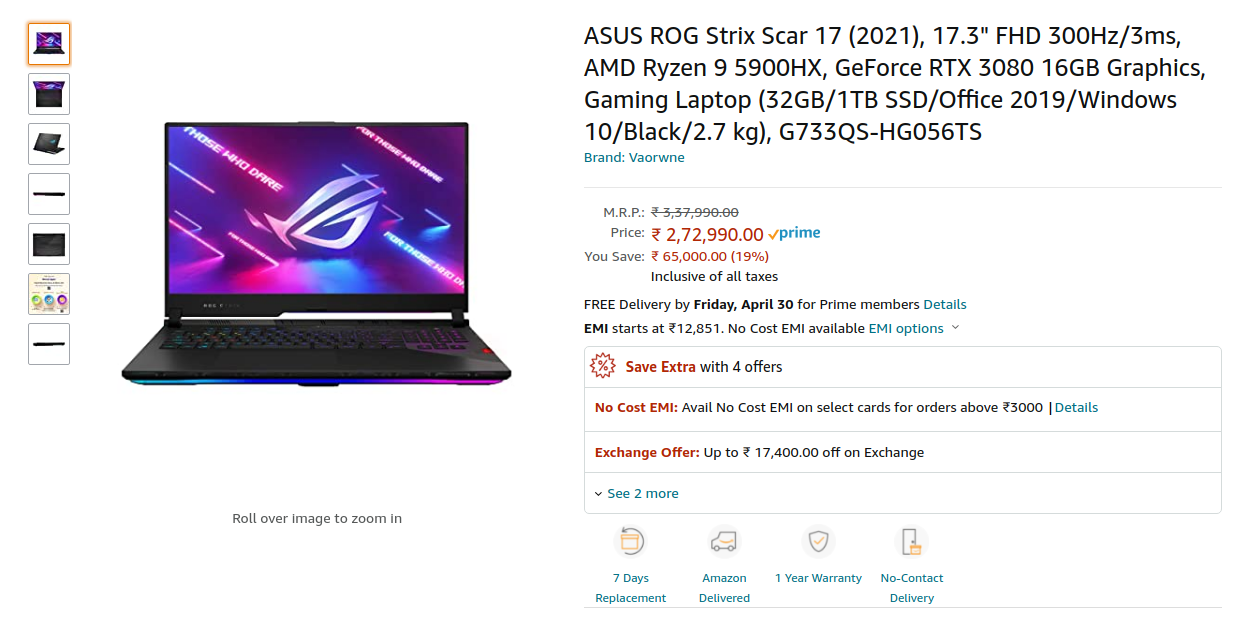 ASUS ROG Strix Scar 17 (2021), 17.3" FHD 300Hz/3ms,
AMD Ryzen 9 5900HX, GeForce RTX 3080 16GB Graphics,
Gaming Laptop (32GB/1TB SSD/Office 2019/Windows
10/Black/2.7 kg), G733QS-HG056TS
Brand: Vaorwne
THOSE WHO DARE
FOR THOSE WHO DARE
FOR THOSE WHO DARE
FOR THOSE WHO D
M.R.P.: ₹ 3,37,990.00
Price: ₹ 2,72,990.00 prime
You Save: ₹ 65,000.00 (19%)
Inclusive of all taxes
FREE Delivery by Friday, April 30 for Prime members Details
EMI starts at ₹12,851. No Cost EMI available EMI options
Save Extra with 4 offers
No Cost EMI: Avail No Cost EMI on select cards for orders above ₹3000 | Details
Exchange Offer: Up to ₹ 17,400.00 off on Exchange
See 2 more
Roll over image to zoom in
7 Days
Replacement
Amazon
Delivered
1 Year Warranty
No-Contact
Delivery